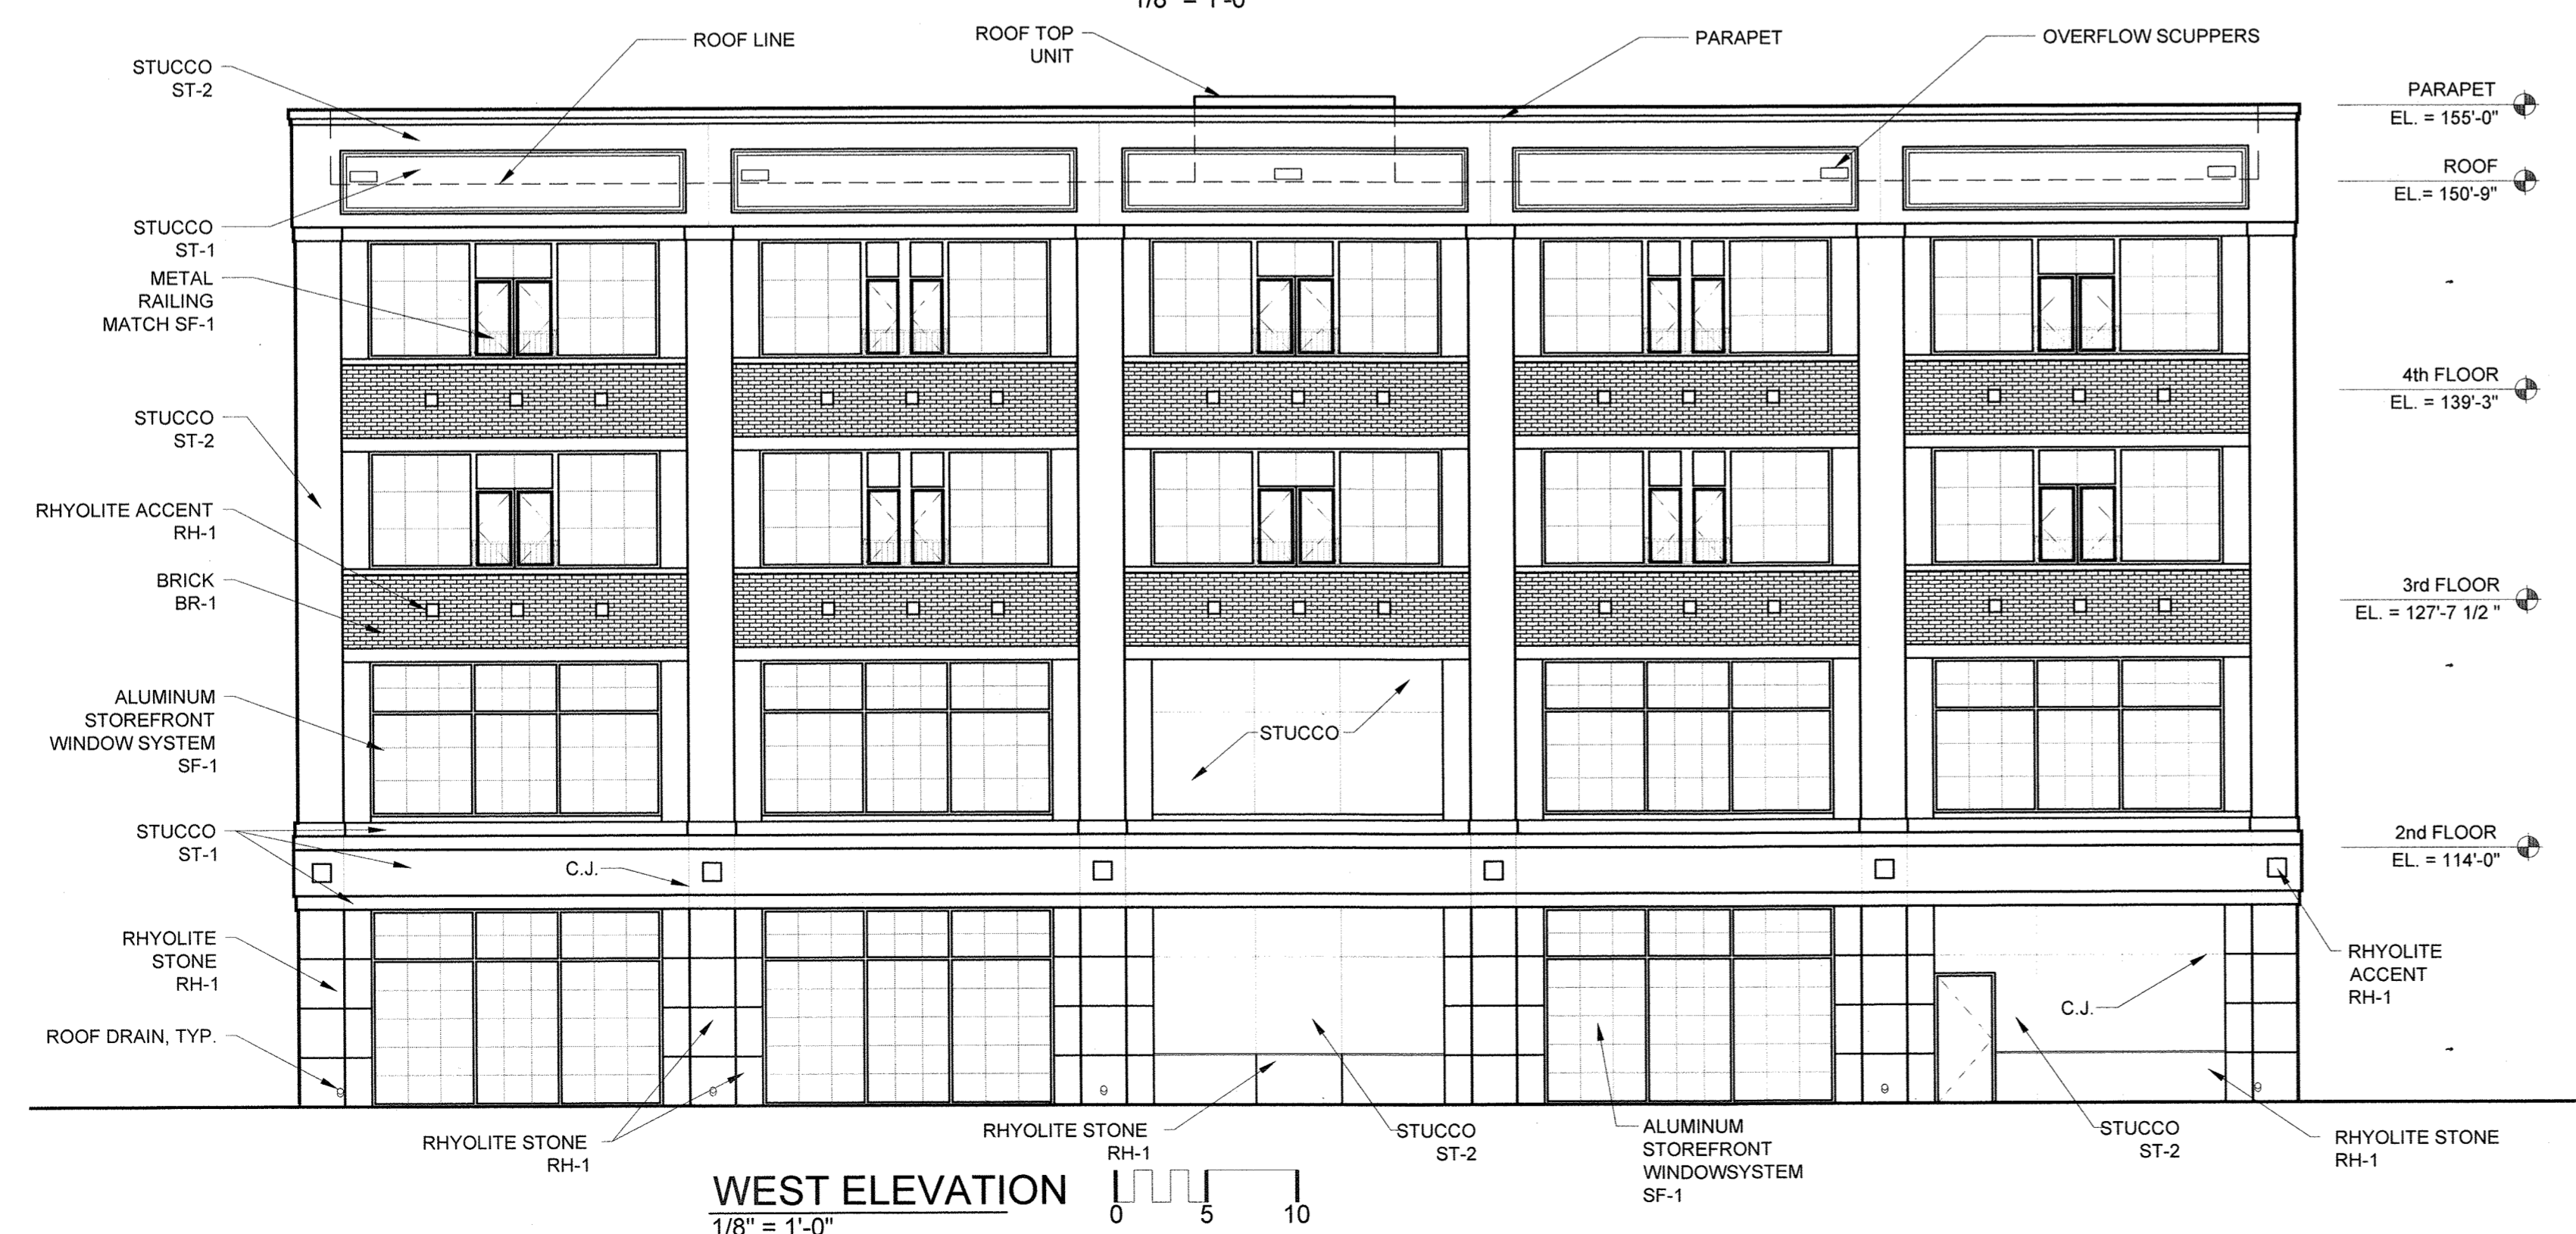 1/8" = 1'-0"
ROOF LINE
ROOF TOP
UNIT
PARAPET
OVERFLOW SCUPPERS
STUCCO
ST-2
STUCCO
ST-1
METAL
RAILING
MATCH SF-1
STUCCO
ST-2
RHYOLITE ACCENT
RH-1
BRICK
BR-1
ALUMINUM
STOREFRONT
WINDOW SYSTEM
SF-1
STUCCO
ST-1
RHYOLITE
STONE
RH-1
ROOF DRAIN, TYP.
C.J.
STUCCO
C.J.
PARAPET
EL. = 155'-0"
ROOF
EL.= 150'-9"
4th FLOOR
EL. = 139'-3"
3rd FLOOR
EL. = 127'-7 1/2 "
2nd FLOOR
EL. = 114'-0"
RHYOLITE
ACCENT
RH-1
RHYOLITE STONE
RH-1
RHYOLITE STONE
RH-1
STUCCO
ST-2
ALUMINUM
STOREFRONT
WINDOWSYSTEM
SF-1
STUCCO
ST-2
RHYOLITE STONE
RH-1
WEST ELEVATION
1/8" = 1'-0"
0 5 10